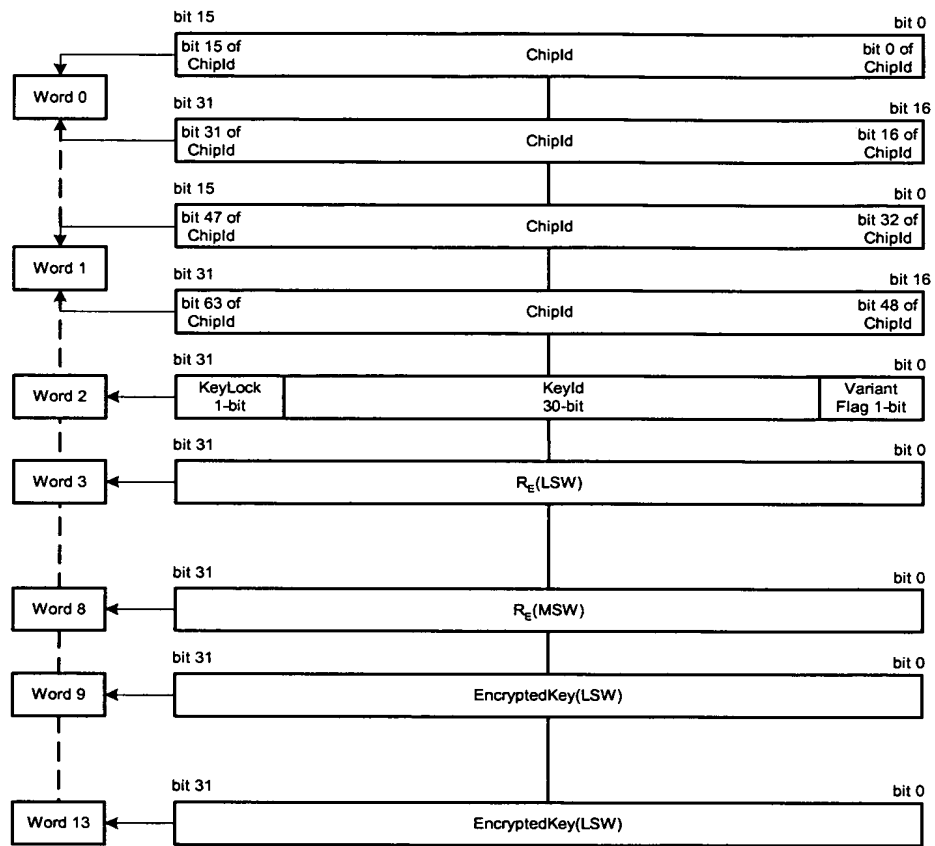 bit 15
bit 0
bit 15 of
ChipId
ChipId
bit 0 of
ChipId
Word 0
bit 31
bit 16
bit 31 of
ChipId
ChipId
bit 16 of
ChipId
bit 15
bit 0
bit 47 of
ChipId
ChipId
bit 32 of
ChipId
Word 1
bit 31
bit 16
bit 63 of
ChipId
ChipId
bit 48 of
ChipId
bit 31
bit 0
Word 2
KeyLock
1-bit
KeyId
30-bit
Variant
Flag 1-bit
bit 31
bit 0
Word 3
RE(LSW)
bit 31
bit 0
Word 8
RE(MSW)
bit 31
bit 0
Word 9
EncryptedKey(LSW)
bit 31
bit 0
Word 13
EncryptedKey(LSW)